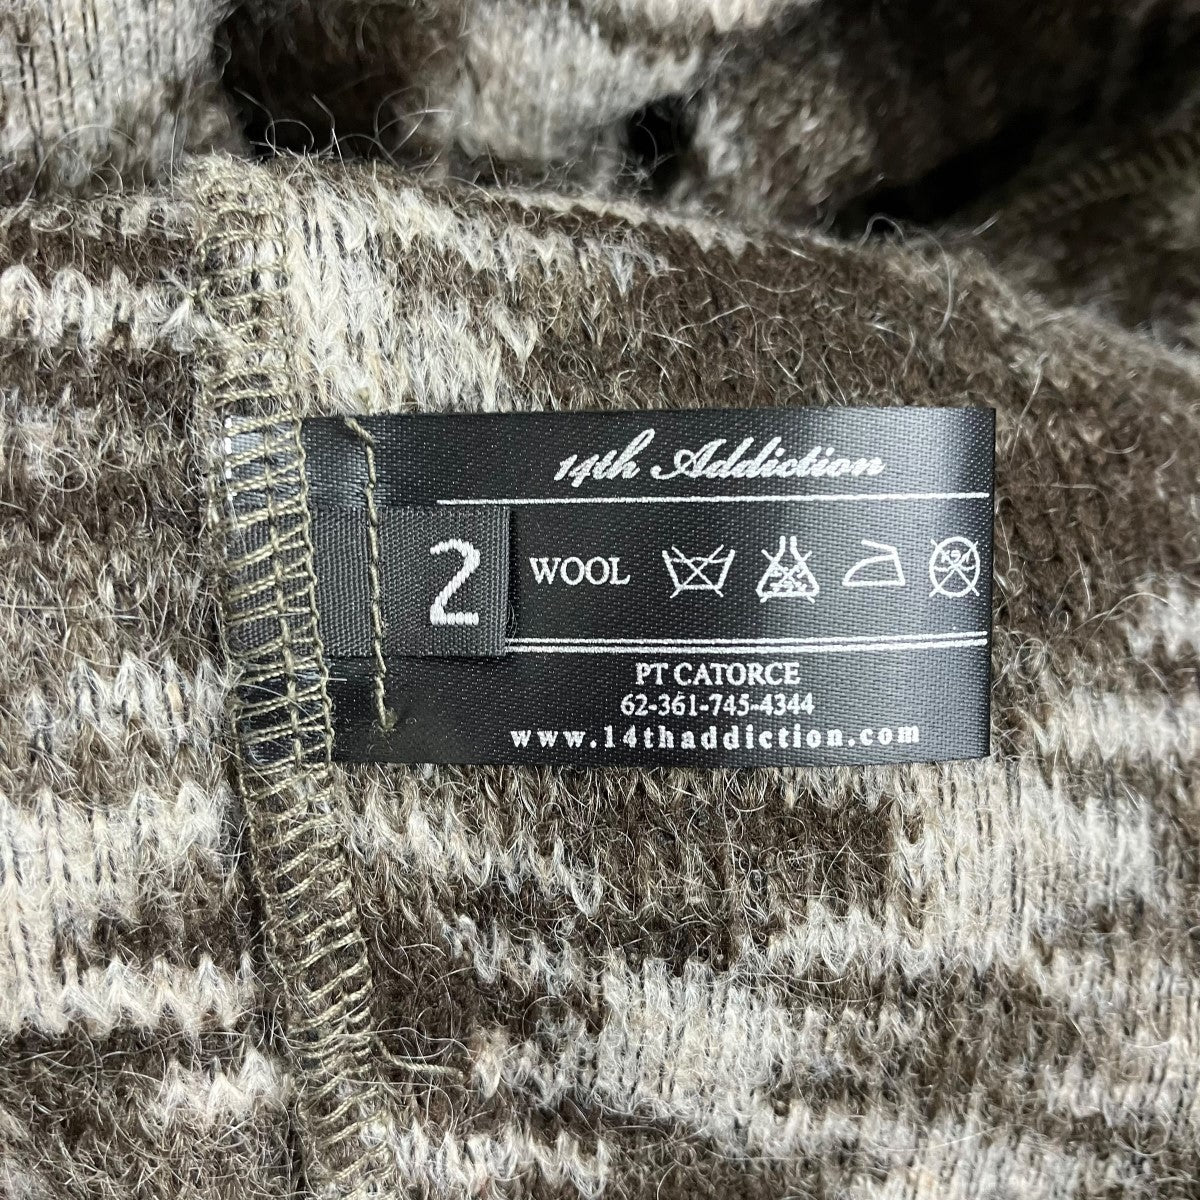 14th Addiction
2 WOOL
PT CATORCE
62-361-745-4344
www.14thaddiction.com